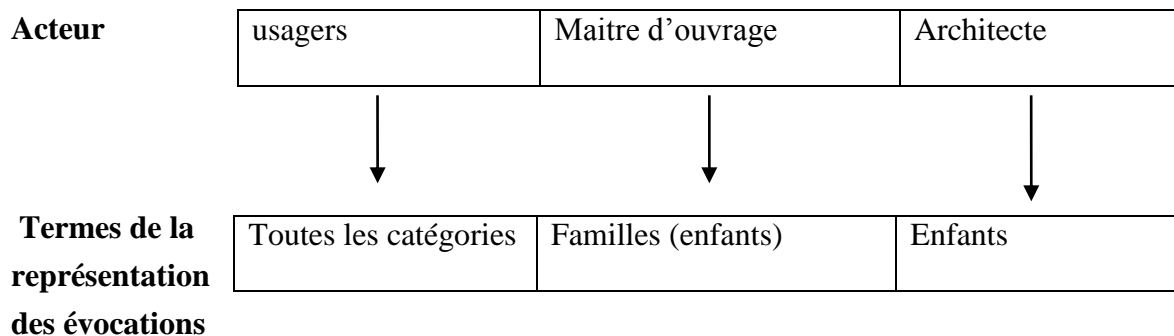 Acteur usagers Maitre d’ouvrage Architecte
Termes de la Toutes les catégories Familles (enfants) Enfants
représentation
des évocations